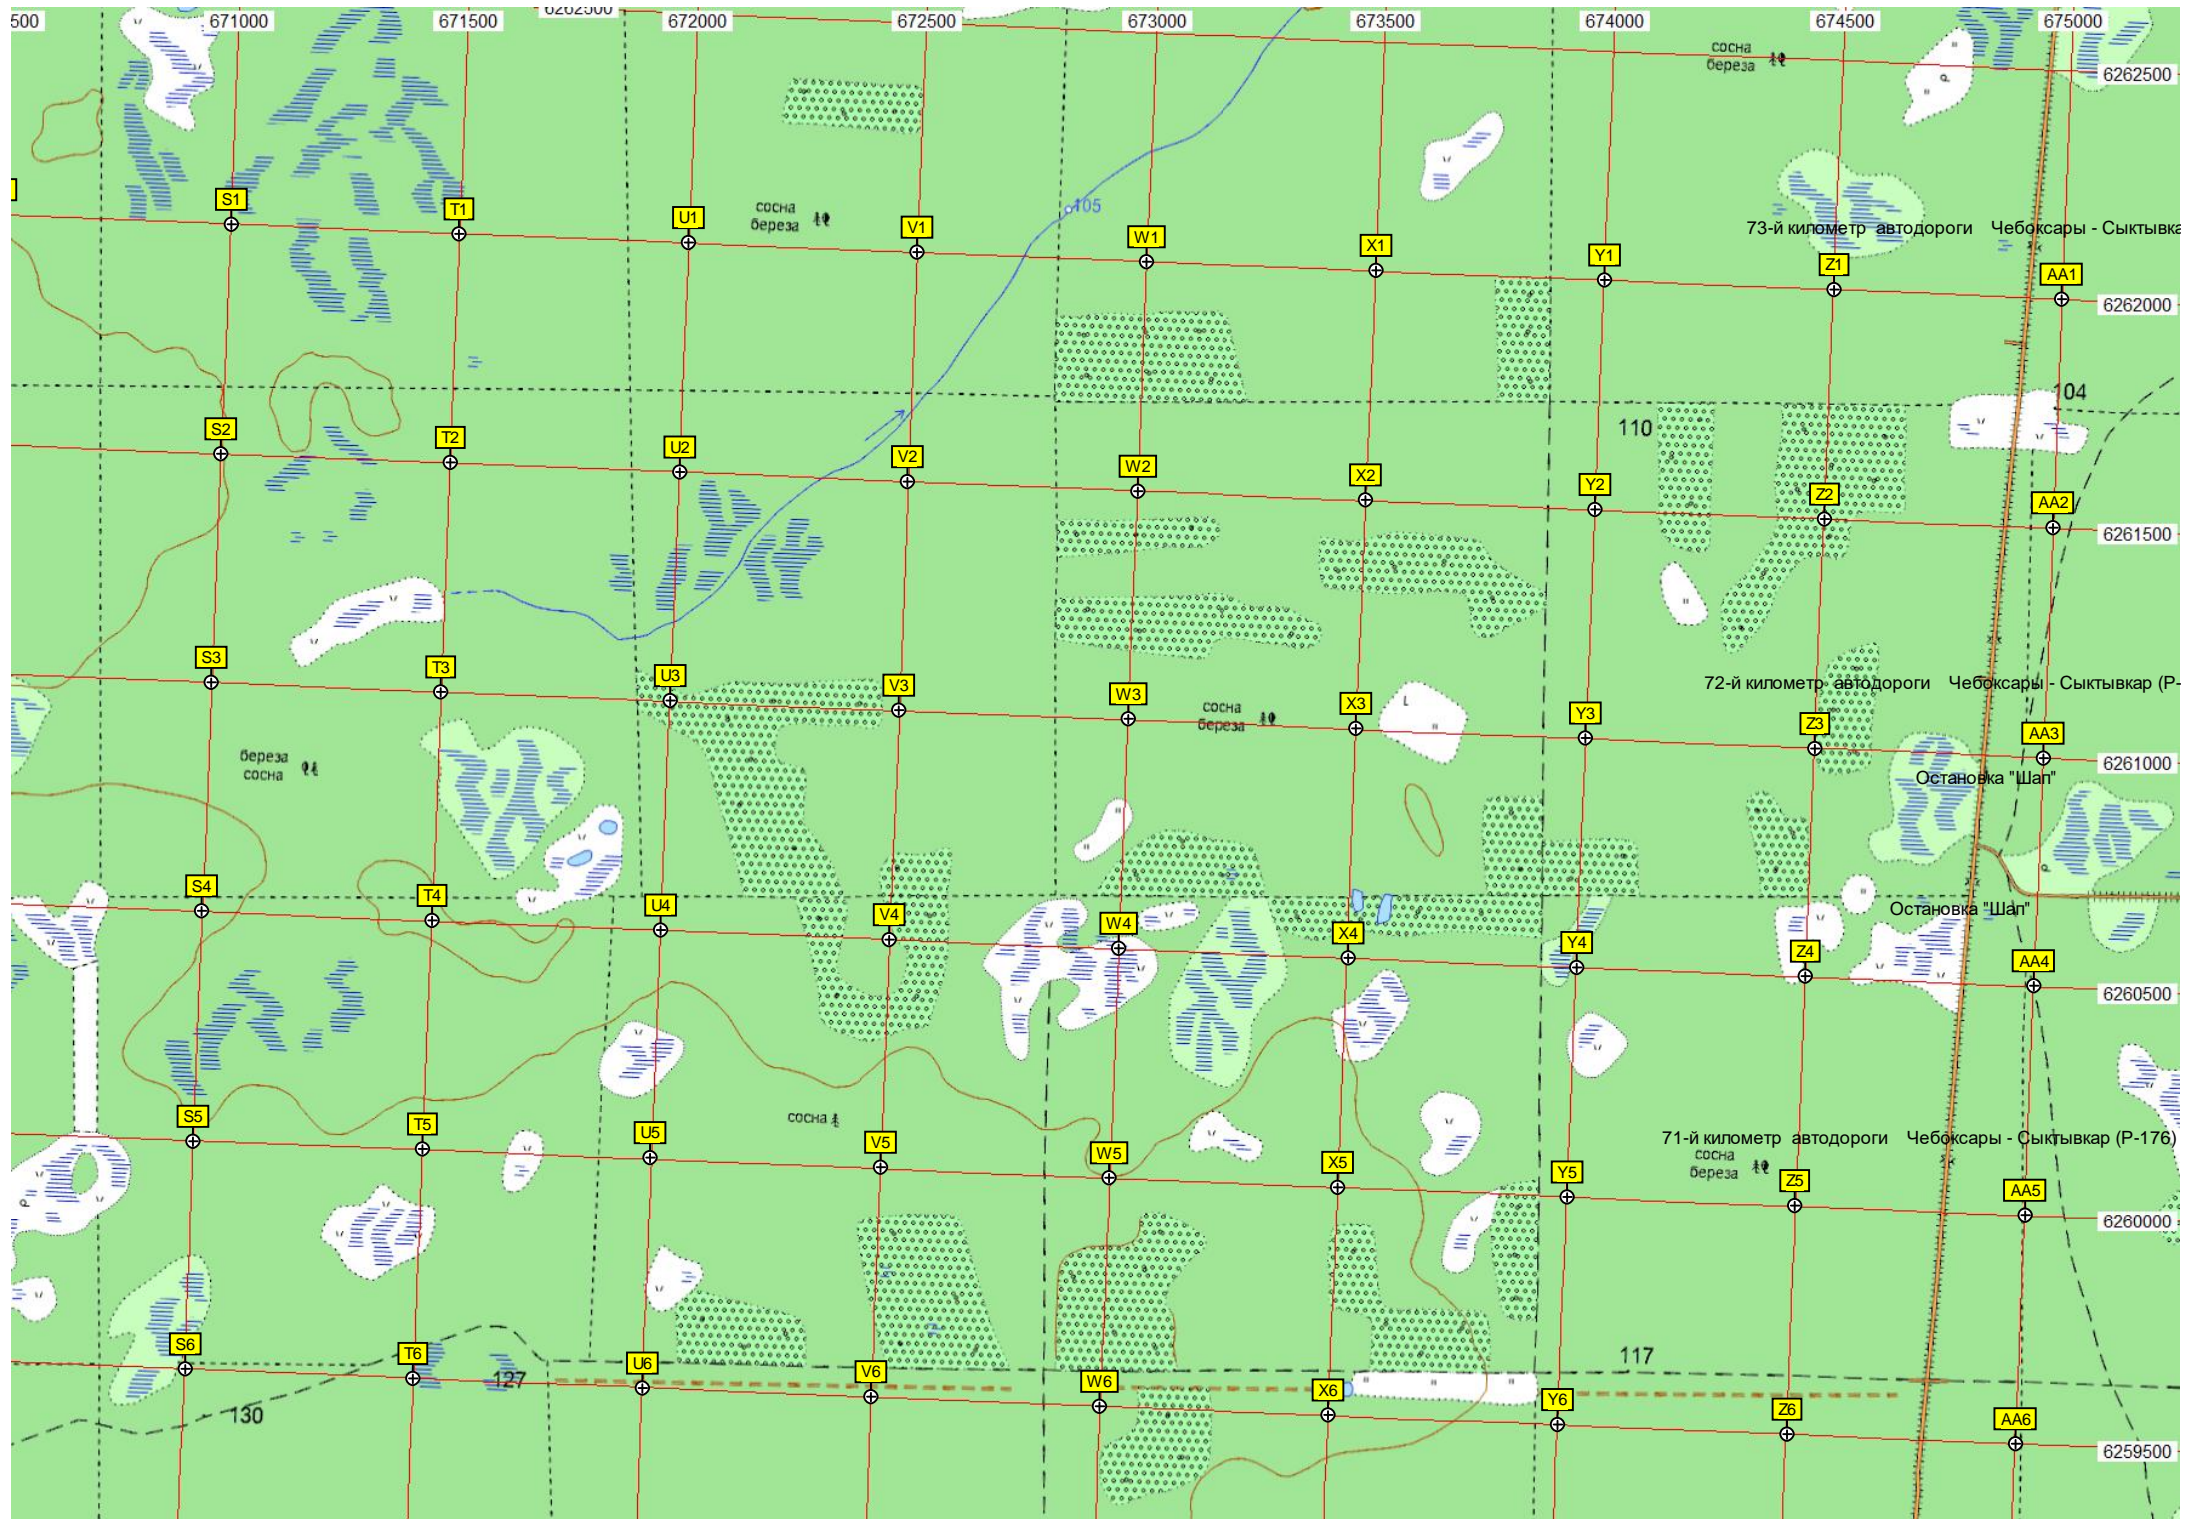 500
671000
671500
6262500
672000
672500
673000
673500
674000
674500
675000
сосна
береза
6262500
S1
T1
U1
сосна
береза
V1
105
W1
X1
Y1
73-й километр автодороги Чебоксары - Сыктывка
Z1
AA1
6262000
104
110
S2
T2
U2
V2
W2
X2
Y2
Z2
AA2
6261500
S3
T3
U3
V3
W3
сосна
береза
X3
Y3
72-й километр автодороги Чебоксары - Сыктывкар (Р-
Z3
AA3
6261000
береза
сосна
Остановка "Шап"
S4
T4
U4
V4
W4
X4
Y4
Остановка "Шап"
Z4
AA4
6260500
S5
T5
U5
сосна
V5
W5
X5
Y5
71-й километр автодороги Чебоксары - Сыктывкар (Р-176)
сосна
береза
Z5
AA5
6260000
S6
T6
127
130
U6
V6
W6
X6
117
Y6
Z6
AA6
6259500